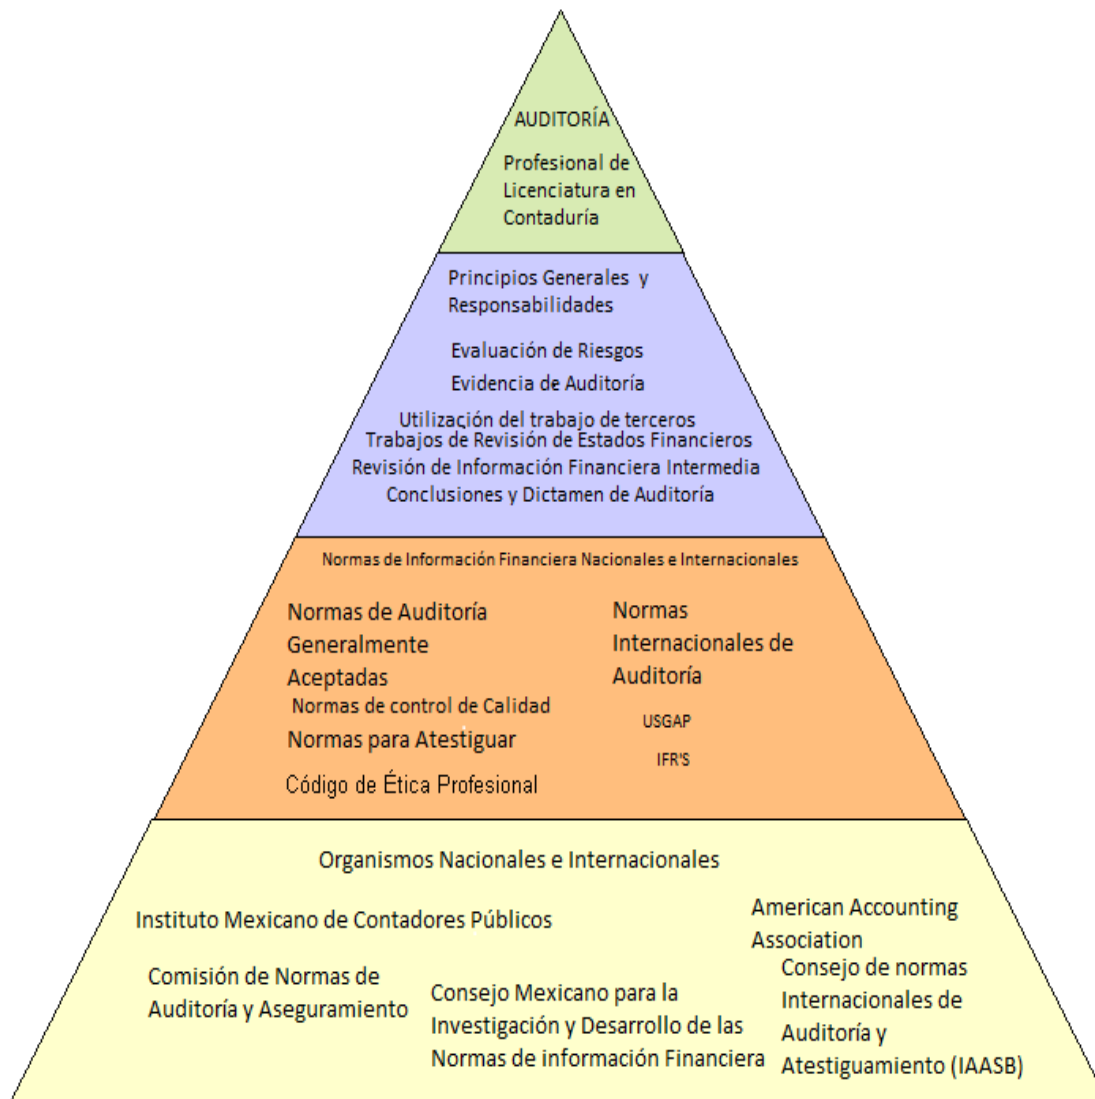 AUDITORÍA
Profesional de
Licenciatura en
Contaduría
Principios Generales y
Responsabilidades
Evaluación de Riesgos
Evidencia de Auditoría
Utilización del trabajo de terceros
Trabajos de Revisión de Estados Financieros
Revisión de Información Financiera Intermedia
Conclusiones y Dictamen de Auditoría
Normas de Información Financiera Nacionales e Internacionales
Normas de Auditoría
Generalmente
Aceptadas
Normas de control de Calidad
Normas para Atestiguar
Código de Ética Profesional
Normas
Internacionales de
Auditoría
USGAP
IFR'S
Organismos Nacionales e Internacionales
Instituto Mexicano de Contadores Públicos
Comisión de Normas de
Auditoría y Aseguramiento
Consejo Mexicano para la
Investigación y Desarrollo de las
Normas de información Financiera
American Accounting
Association
Consejo de normas
Internacionales de
Auditoría y
Atestiguamiento (IAASB)